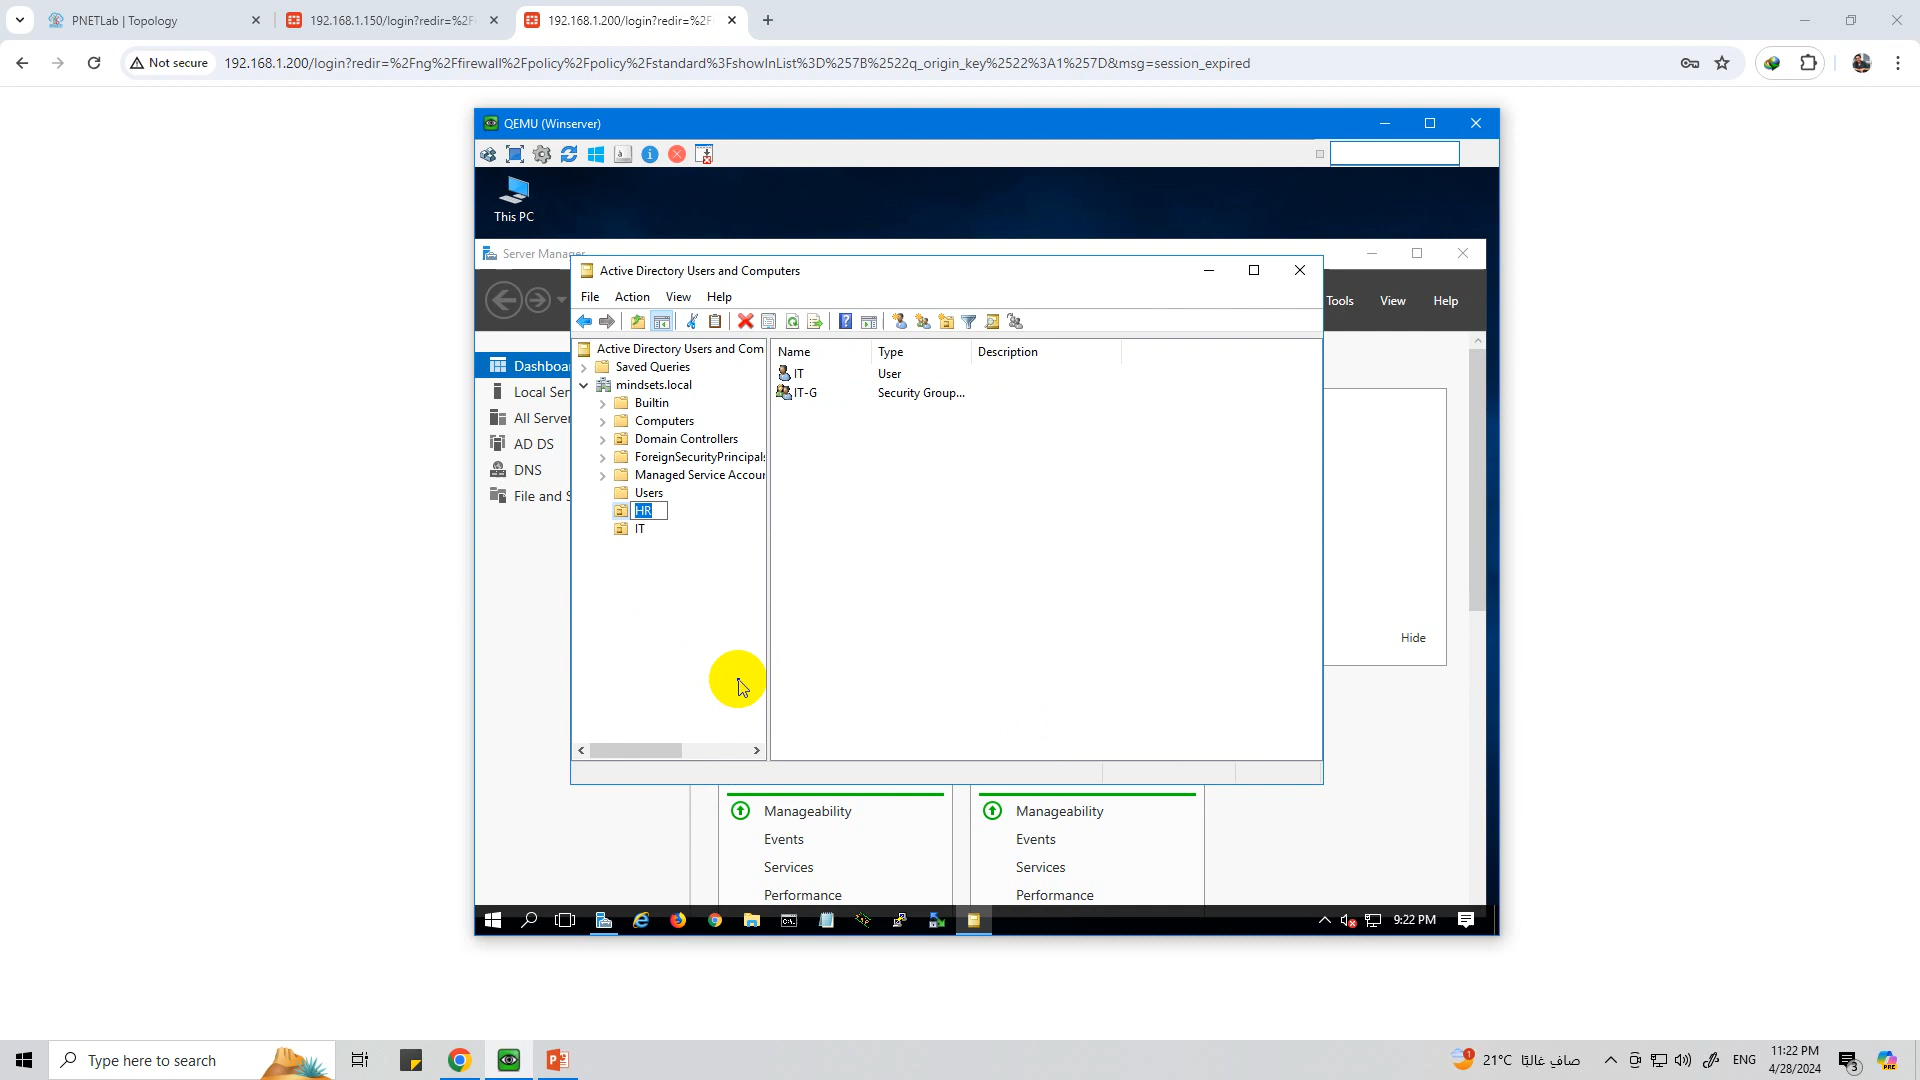 PNETLab | Topology
192.168.1.150/login?redir=%2F
192.168.1.200/login?redir=%2F
Not secure
192.168.1.200/login?redir=%2Fng%2Ffirewall%2Fpolicy%2Fpolicy%2Fstandard%3FshowInList%3D%257B%2522q_origin_key%2522%3A1%257D&msg=session_expired
QEMU (Winserver)
This PC
Server Manager
Active Directory Users and Computers
File Action View Help
Tools View Help
Active Directory Users and Com
Saved Queries
mindsets.local
Builtin
Computers
Domain Controllers
ForeignSecurityPrincipals
Managed Service Accour
Users
HR
IT
Name Type Description
IT User
IT-G Security Group...
Dashboa
Local Ser
All Server
AD DS
DNS
File and S
Hide
Manageability
Events
Services
Performance
Manageability
Events
Services
Performance
9:22 PM
Type here to search
1
21°C صافٍ غالبًا
ENG
11:22 PM
4/28/2024
3
PRE